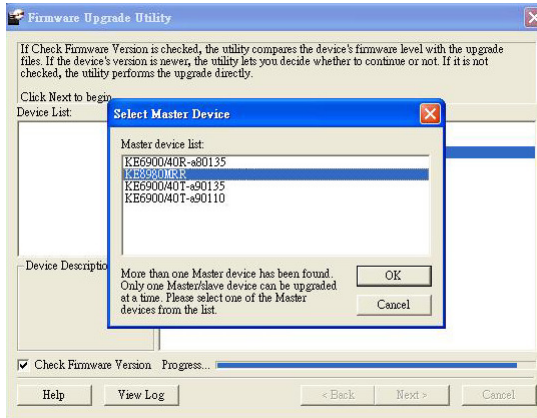 Firmware Upgrade Utility
If Check Firmware Version is checked, the utility compares the device's firmware level with the upgrade
files. If the device's version is newer, the utility lets you decide whether to continue or not. If it is not
checked, the utility performs the upgrade directly.
Click Next to begin
Device List:
Select Master Device
Master device list:
KE6900/40R-a80135
KE8980MRR
KE6900/40T-a90135
KE6900/40T-a90110
More than one Master device has been found.
Only one Master/slave device can be upgraded
at a time. Please select one of the Master
devices from the list.
OK
Cancel
Device Descriptio
Check Firmware Version Progress...
Help
View Log
< Back
Next >
Cancel